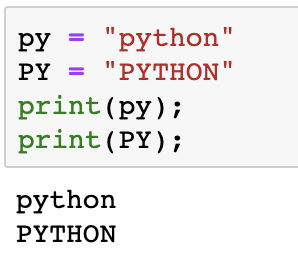 py = "python"
PY = "PYTHON"
print(py);
print(PY);
python
PYTHON